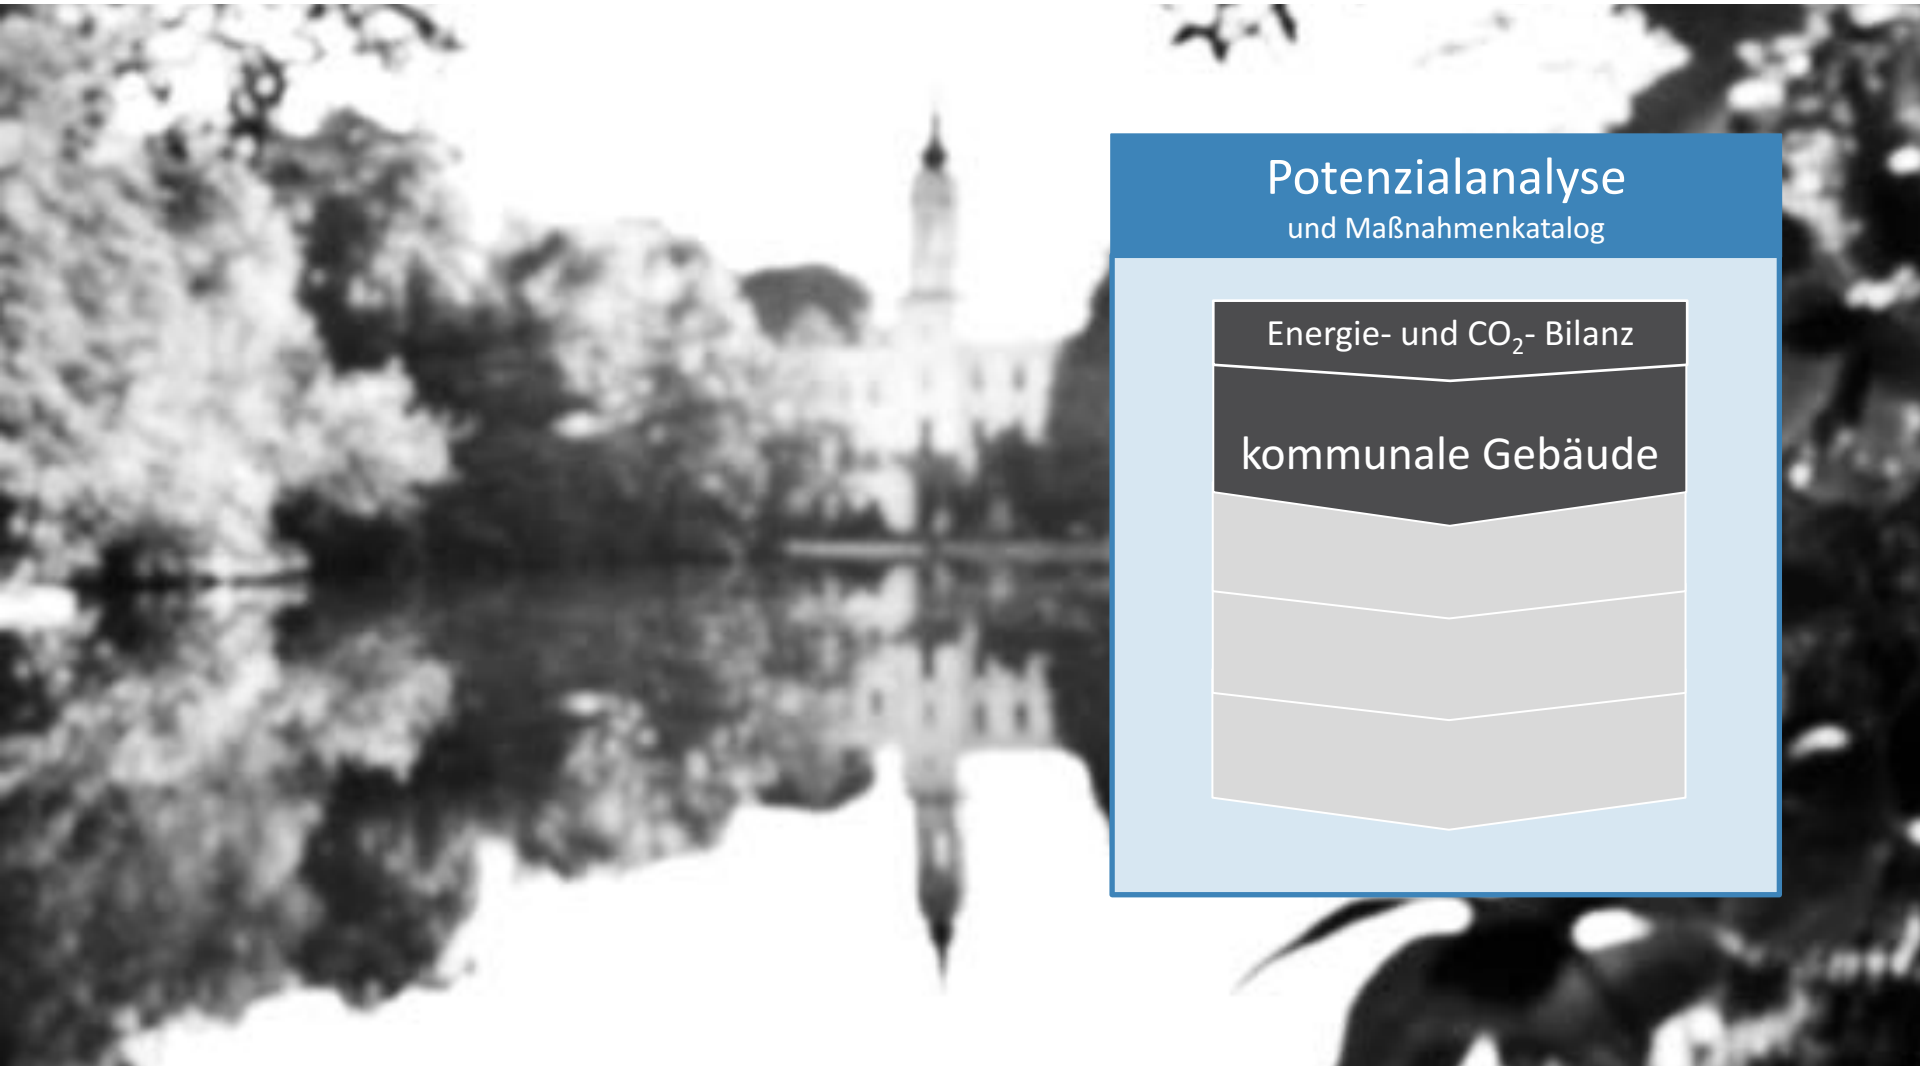 Potenzialanalyse
und Maßnahmenkatalog
Energie- und CO₂- Bilanz
kommunale Gebäude